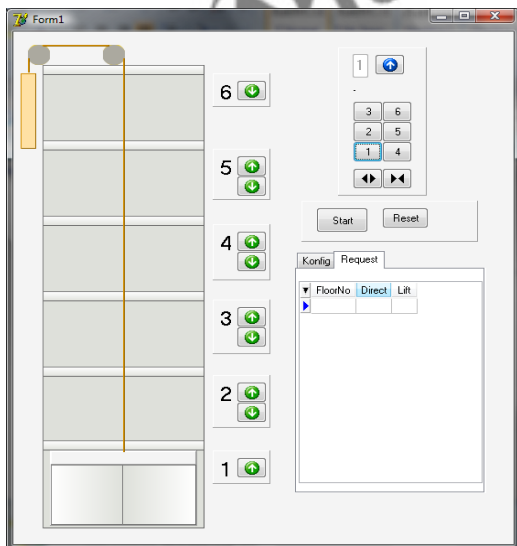 Form1
6
5
4
3
2
1
1
-
3 6
2 5
1 4
Start Reset
Konfig Request
FloorNo Direct Lift